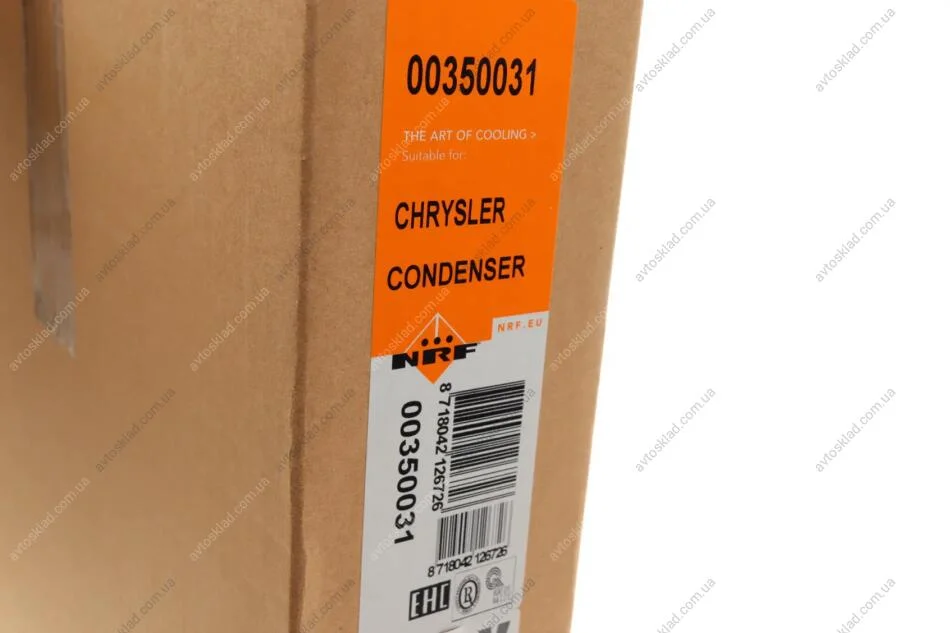 00350031
THE ART OF COOLING >
Suitable for:
CHRYSLER
CONDENSER
NRF.EU
NRF
8 718042 126726
00350031
8 718042 126726
EAC
R
avtosklad.com.ua